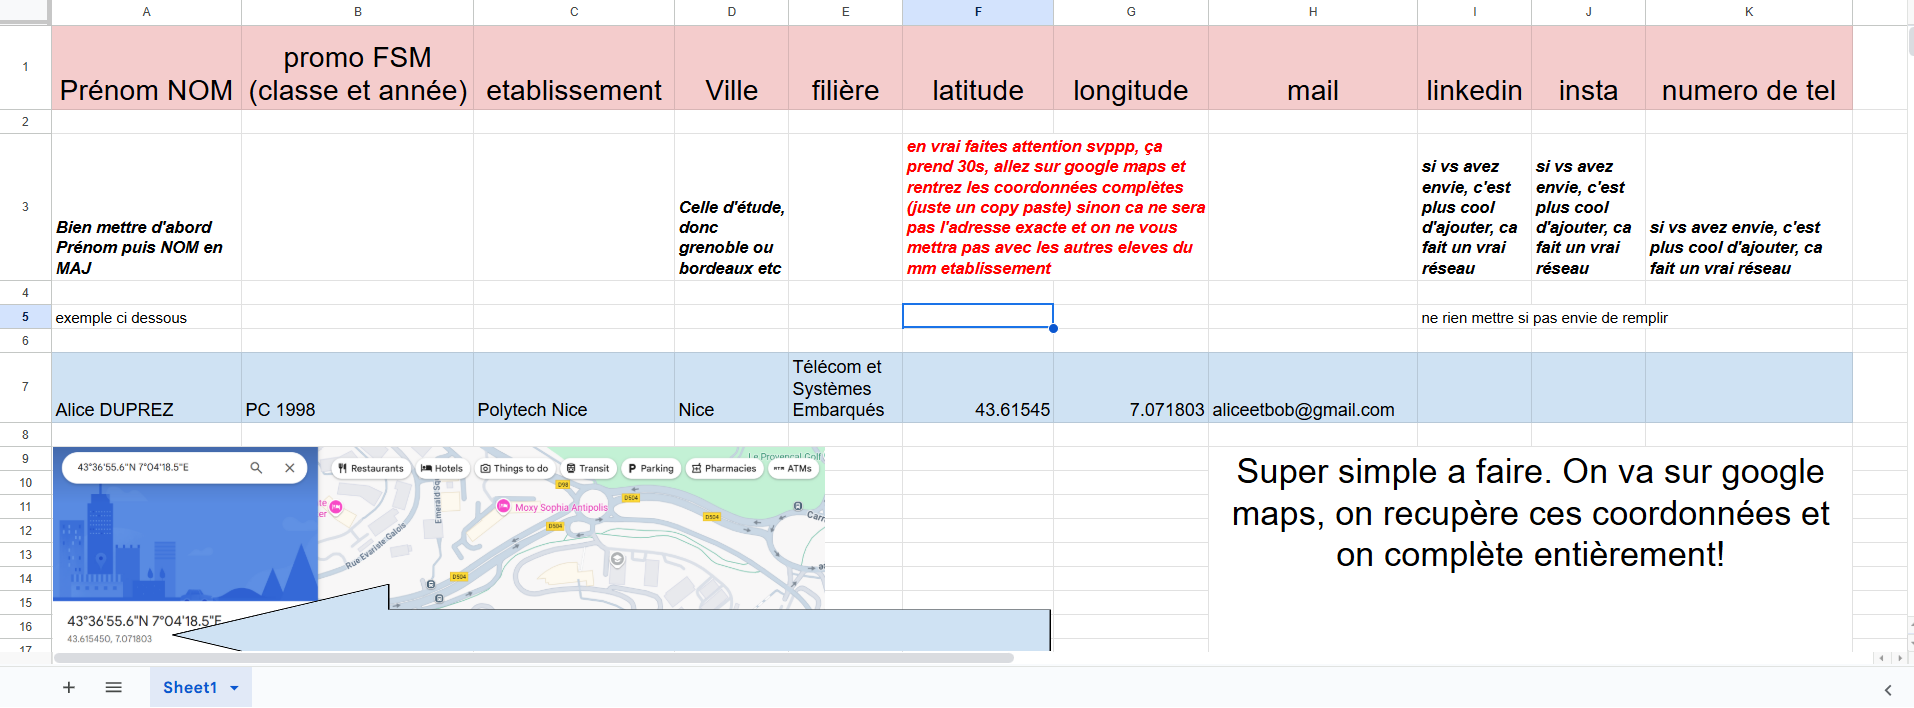 A B C D E F G H I J K
1
Prénom NOM
promo FSM
(classe et année)
etablissement
Ville
filière
latitude
longitude
mail
linkedin
insta
numero de tel
2
3
Bien mettre d'abord
Prénom puis NOM en
MAJ
Celle d'étude,
donc
grenoble ou
bordeaux etc
en vrai faites attention svppp, ça
prend 30s, allez sur google maps et
rentrez les coordonnées complètes
(juste un copy paste) sinon ca ne sera
pas l'adresse exacte et on ne vous
mettra pas avec les autres eleves du
mm etablissement
si vs avez
envie, c'est
plus cool
d'ajouter, ca
fait un vrai
réseau
si vs avez
envie, c'est
plus cool
d'ajouter, ca
fait un vrai
réseau
si vs avez envie, c'est
plus cool d'ajouter, ca
fait un vrai réseau
4
5
exemple ci dessous
ne rien mettre si pas envie de remplir
6
7
Alice DUPREZ
PC 1998
Polytech Nice
Nice
Télécom et
Systèmes
Embarqués
43.61545
7.071803
aliceetbob@gmail.com
8
9
10
11
12
13
14
15
16
17
43°36'55.6"N 7°04'18.5"E
Restaurants
Hotels
Things to do
Transit
Parking
Pharmacies
ATMs
Le Provençal Golf
D98
D504
Moxy Sophia Antipolis
D504
D504
Emerald Sq
Rue Evariste Galois
D504
43°36'55.6"N 7°04'18.5"E
43.615450, 7.071803
Super simple a faire. On va sur google
maps, on recupère ces coordonnées et
on complète entièrement!
Sheet1